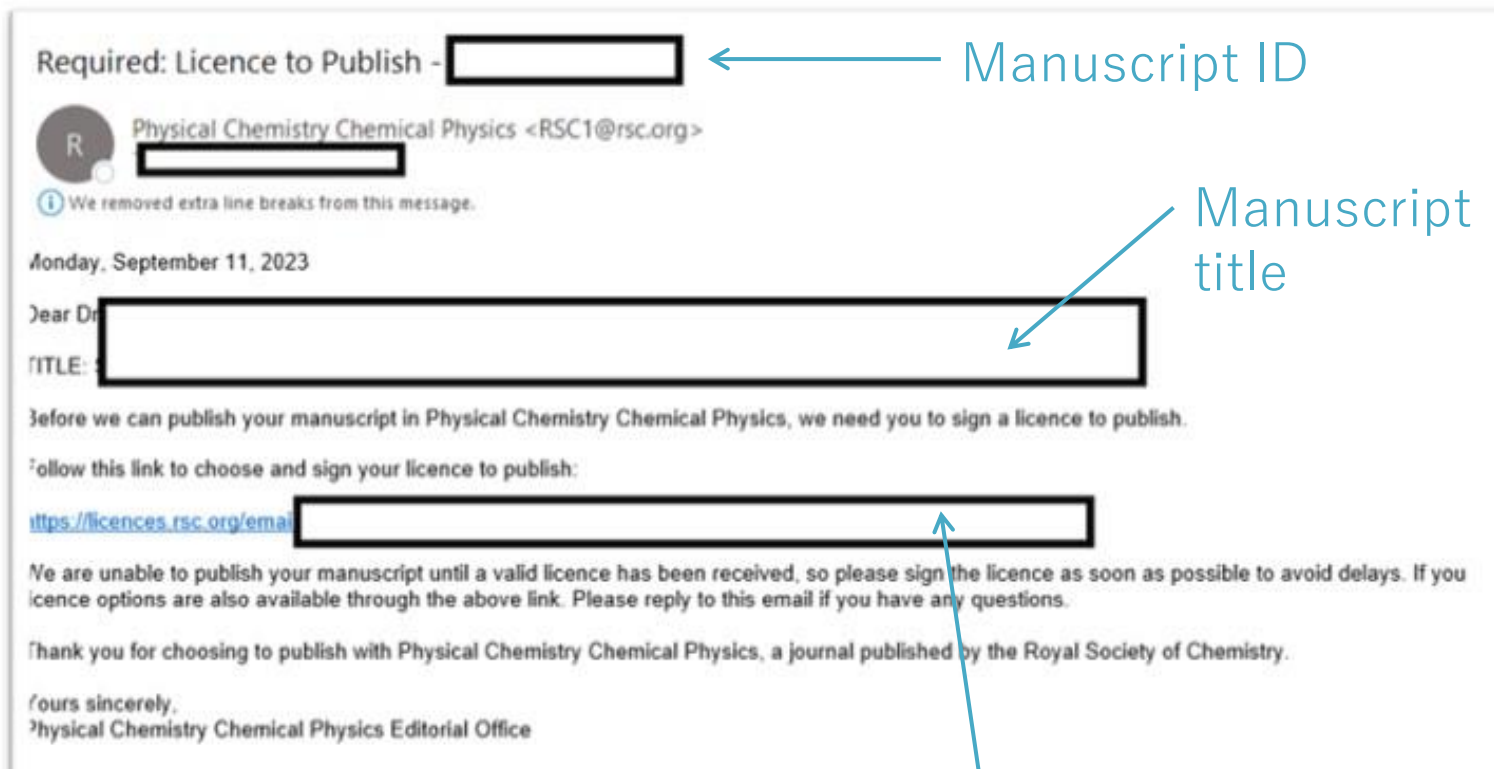 Required: Licence to Publish -
Manuscript ID
R
Physical Chemistry Chemical Physics <RSC1@rsc.org>
We removed extra line breaks from this message.
Manuscript
title
Monday, September 11, 2023
Dear Dr
TITLE:
Before we can publish your manuscript in Physical Chemistry Chemical Physics, we need you to sign a licence to publish.
Follow this link to choose and sign your licence to publish:
https://licences.rsc.org/emai
We are unable to publish your manuscript until a valid licence has been received, so please sign the licence as soon as possible to avoid delays. If you
licence options are also available through the above link. Please reply to this email if you have any questions.
Thank you for choosing to publish with Physical Chemistry Chemical Physics, a journal published by the Royal Society of Chemistry.
Yours sincerely,
Physical Chemistry Chemical Physics Editorial Office